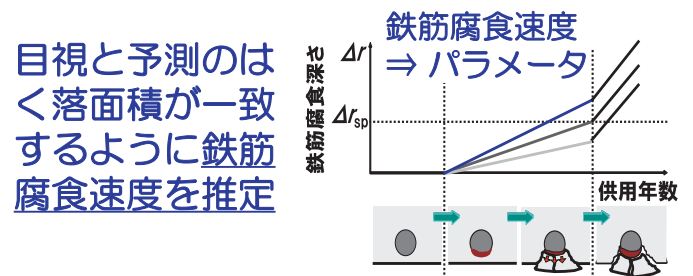 目視と予測のは
く落面積が一致
するように鉄筋
腐食速度を推定
鉄筋腐食速度
⇒ パラメータ
鉄筋腐食深さ
Δr
Δrsp
供用年数